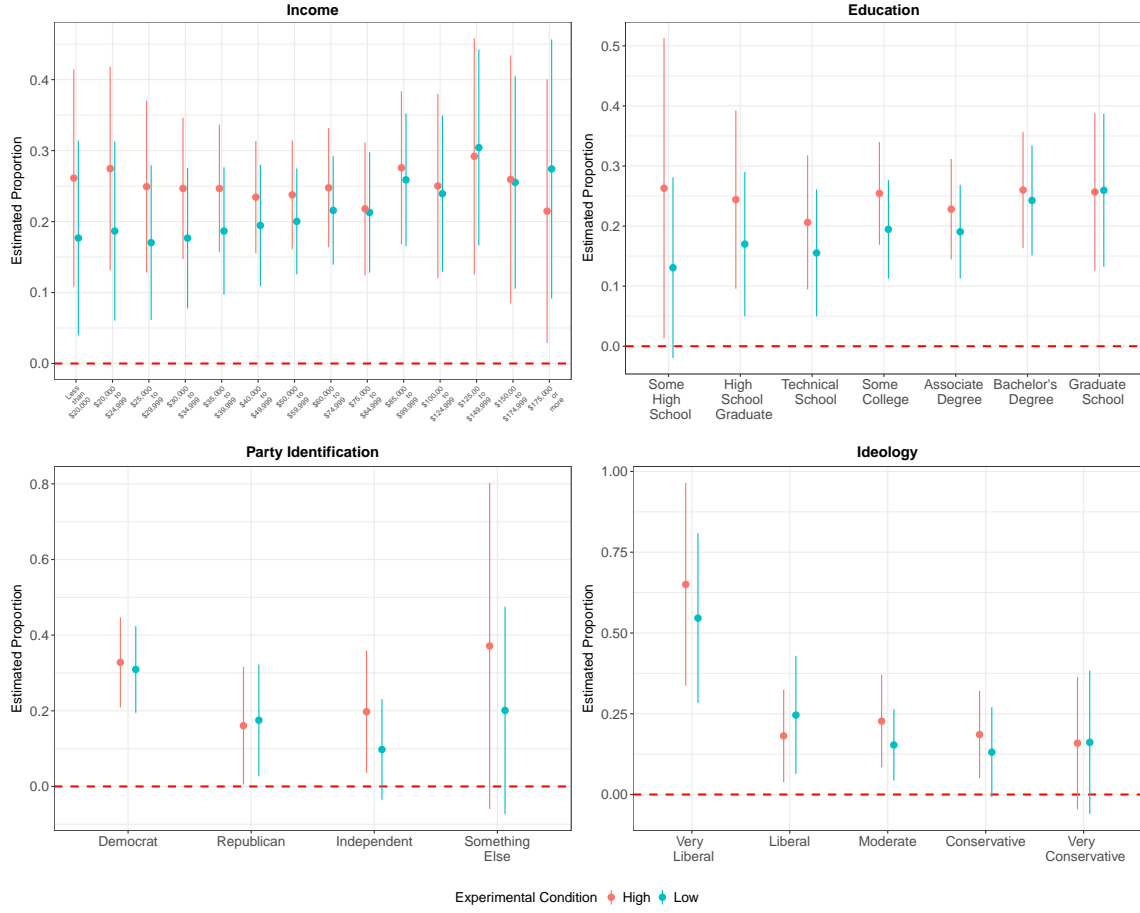 Income
Estimated Proportion
0.4
0.3
0.2
0.1
0.0
Less
than
$20,000
$20,000
to
$24,999
$25,000
to
$29,999
$30,000
to
$34,999
$35,000
to
$39,999
$40,000
to
$49,999
$50,000
to
$59,999
$60,000
to
$74,999
$75,000
to
$84,999
$85,000
to
$99,999
$100,00
to
$124,999
$125,00
to
$149,999
$150,00
to
$174,999
$175,000
or
more
Education
Estimated Proportion
0.5
0.4
0.3
0.2
0.1
0.0
Some
High
School
High
School
Graduate
Technical
School
Some
College
Associate
Degree
Bachelor's
Degree
Graduate
School
Party Identification
Estimated Proportion
0.8
0.6
0.4
0.2
0.0
Democrat
Republican
Independent
Something
Else
Ideology
Estimated Proportion
1.00
0.75
0.50
0.25
0.00
Very
Liberal
Liberal
Moderate
Conservative
Very
Conservative
Experimental Condition High Low